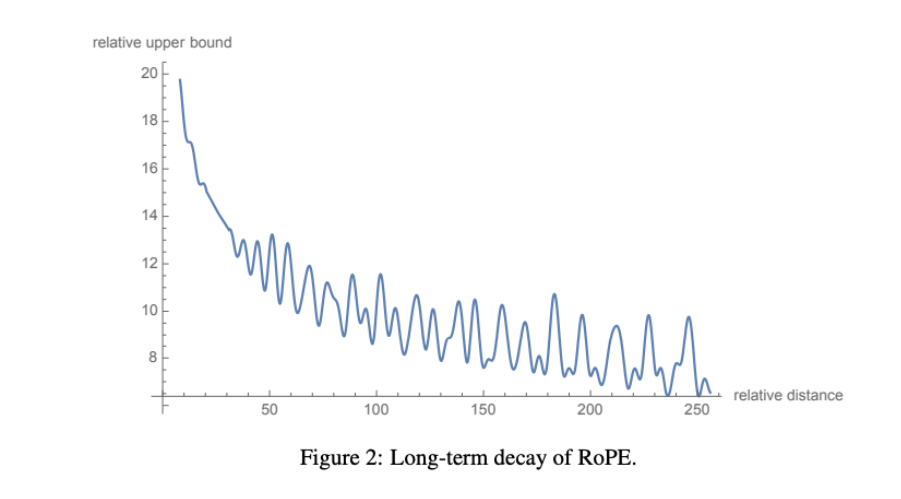 relative upper bound
20
18
16
14
12
10
8
50 100 150 200 250 relative distance
Figure 2: Long-term decay of RoPE.